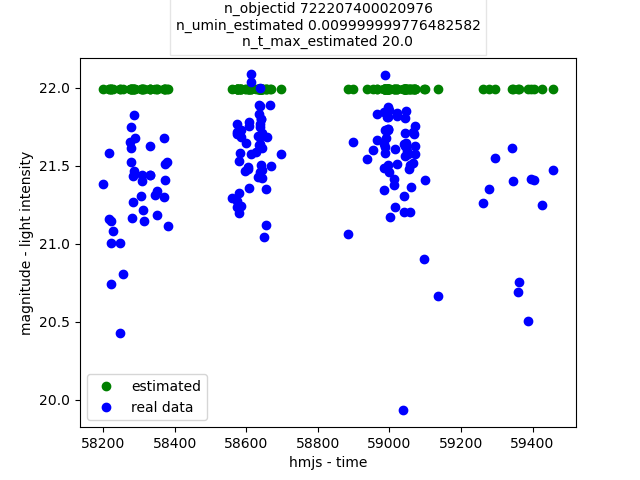 n_objectid 722207400020976
n_umin_estimated 0.009999999776482582
n_t_max_estimated 20.0
22.0
21.5
21.0
20.5
20.0
magnitude - light intensity
estimated
real data
58200 58400 58600 58800 59000 59200 59400
hmjs - time